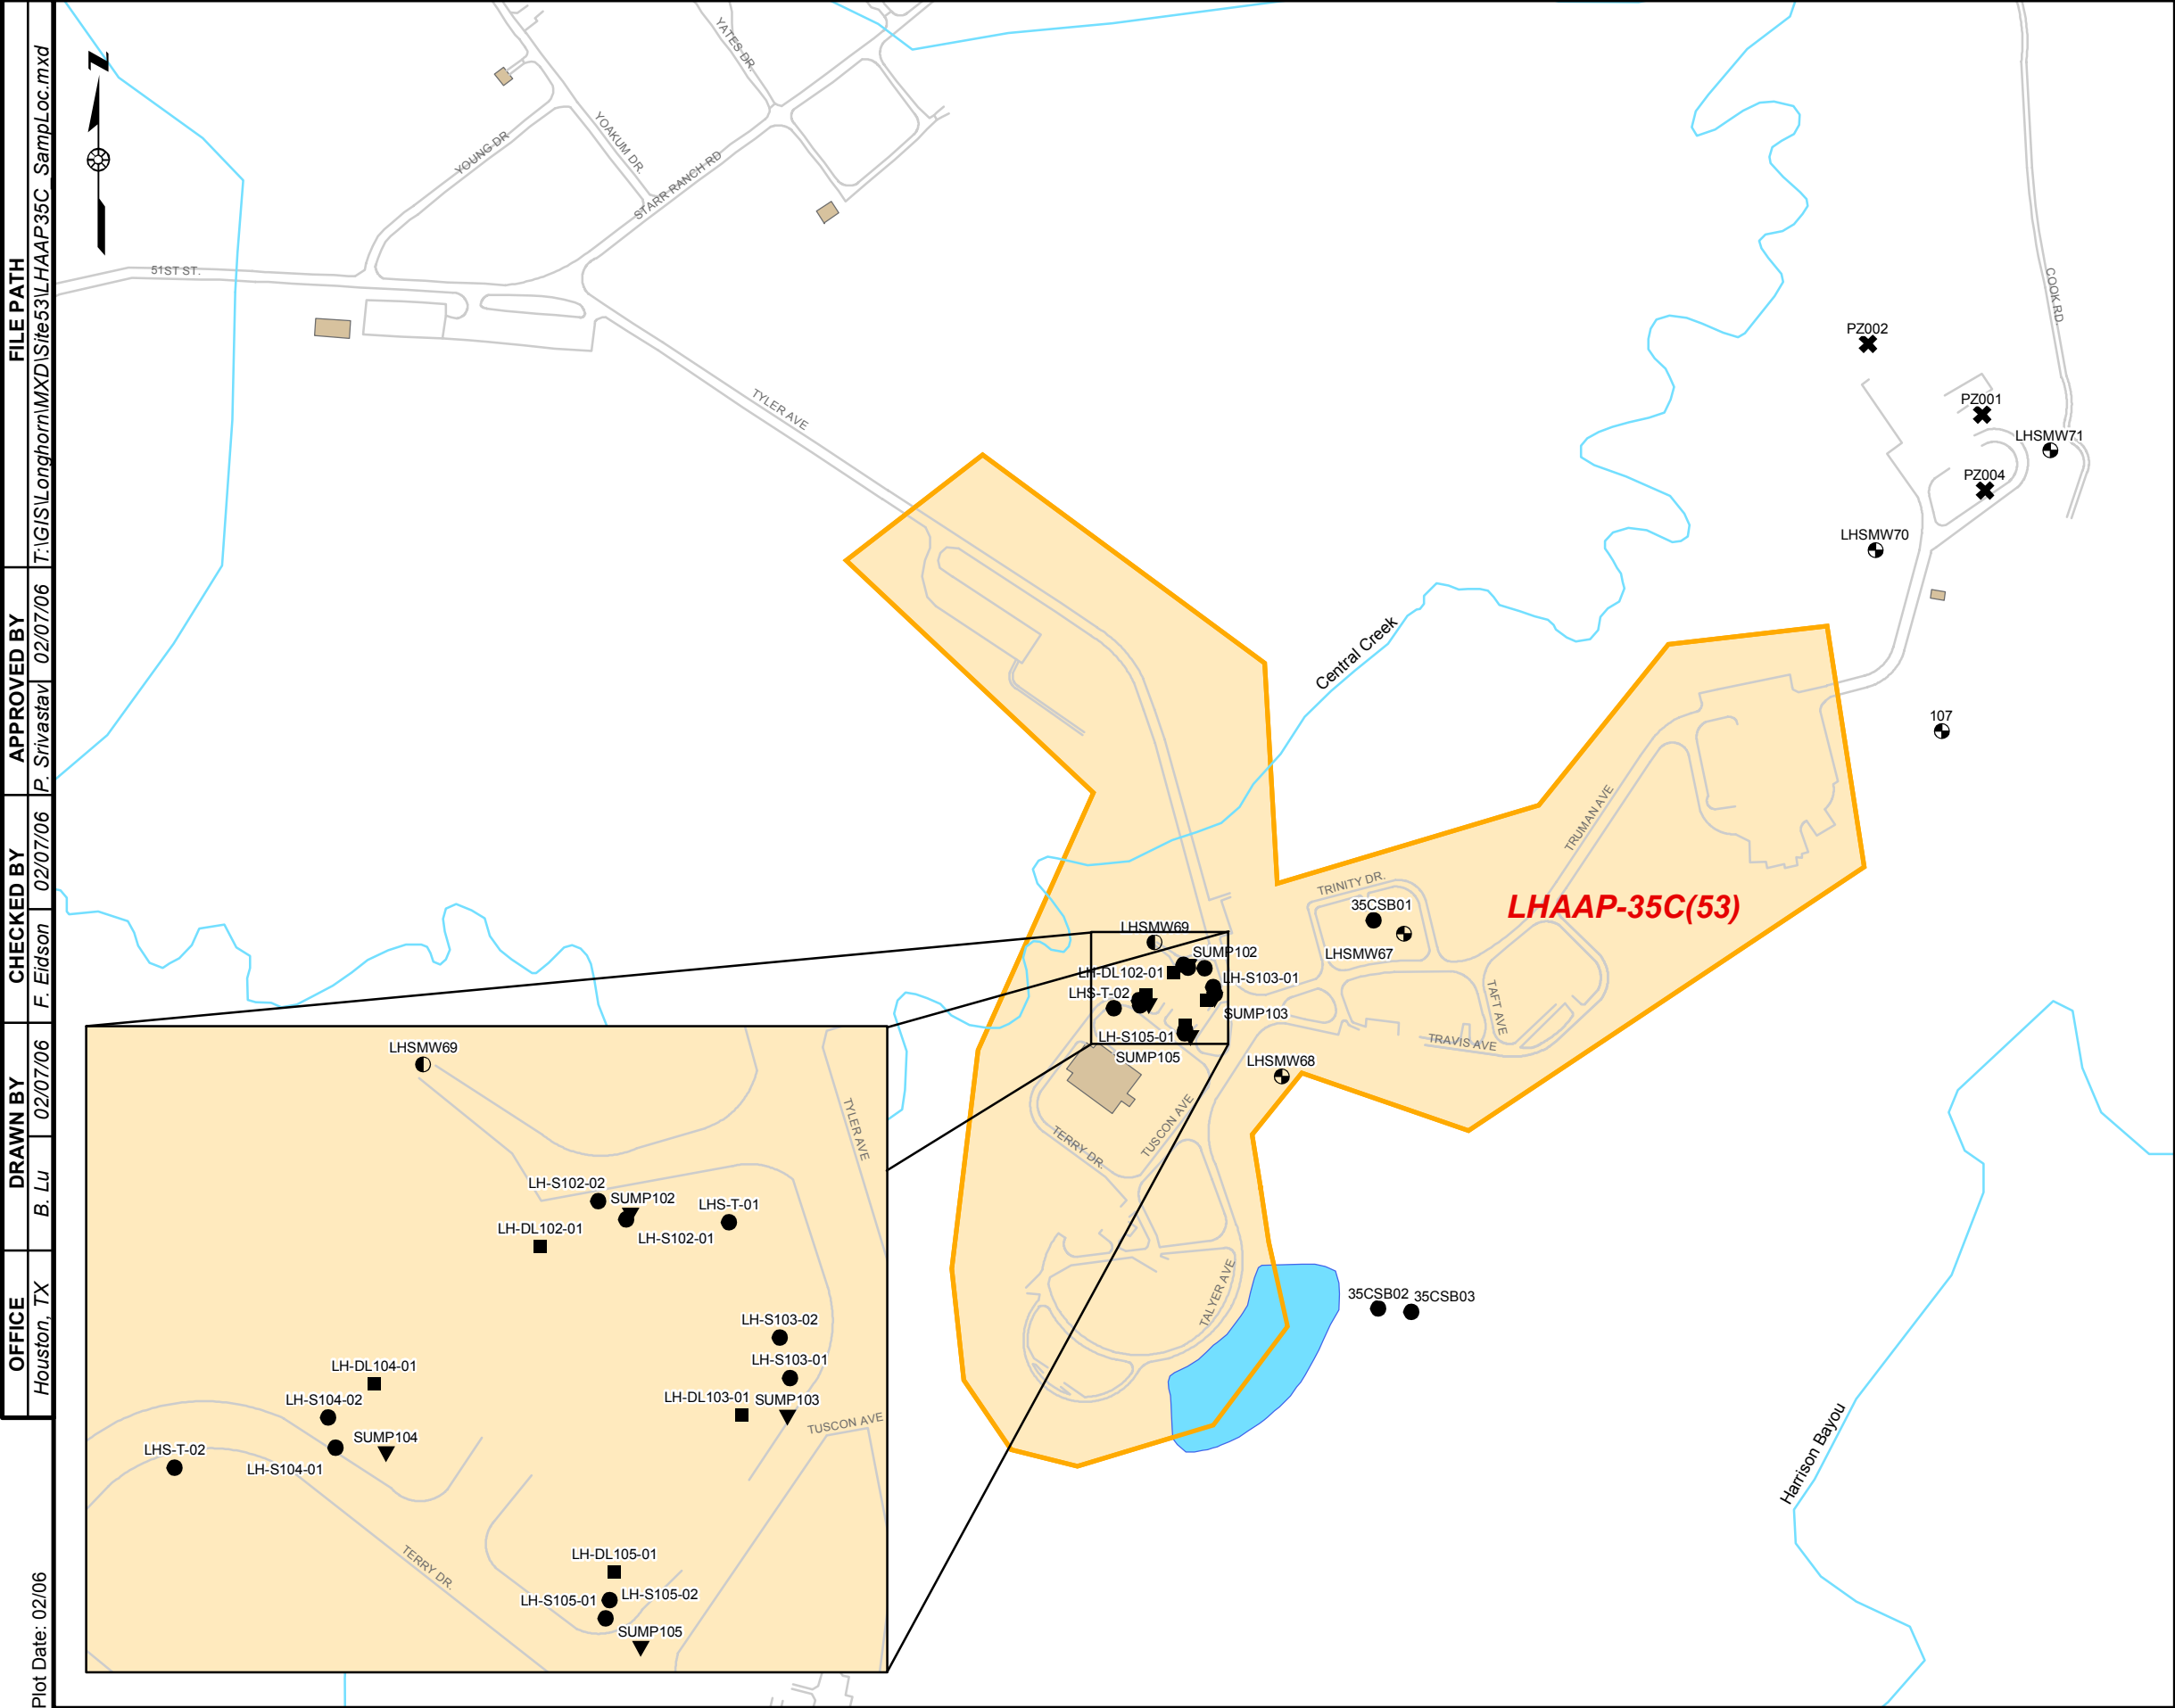 FILE PATH
T:\GIS\Longhorn\MXD\Site53\LHAAP35C_SampLoc.mxd
APPROVED BY
P. Srivastav 02/07/06
CHECKED BY
F. Eidson 02/07/06
DRAWN BY
B. Lu 02/07/06
OFFICE
Houston, TX
Plot Date: 02/06
N
YATES DR.
YOAKUM DR.
YOUNG DR
STARR RANCH RD
51ST ST.
TYLER AVE
COOK RD.
PZ002
PZ001
LHSMW71
PZ004
LHSMW70
Central Creek
107
TRUMAN AVE
TRINITY DR.
35CSB01
LHAAP-35C(53)
LHSMW69
LHSMW67
SUMP102
LH-DL102-01
LH-S103-01
LHS-T-02
SUMP103
LH-S105-01
SUMP105
LHSMW68
TAFT AVE
TRAVIS AVE
TERRY DR.
TUSCON AVE
TALYER AVE
35CSB02
35CSB03
Harrison Bayou
LHSMW69
TYLER AVE
LH-S102-02
SUMP102
LHS-T-01
LH-DL102-01
LH-S102-01
LH-S103-02
LH-S103-01
LH-DL104-01
LH-DL103-01
SUMP103
LH-S104-02
TUSCON AVE
SUMP104
LHS-T-02
LH-S104-01
TERRY DR.
LH-DL105-01
LH-S105-02
LH-S105-01
SUMP105